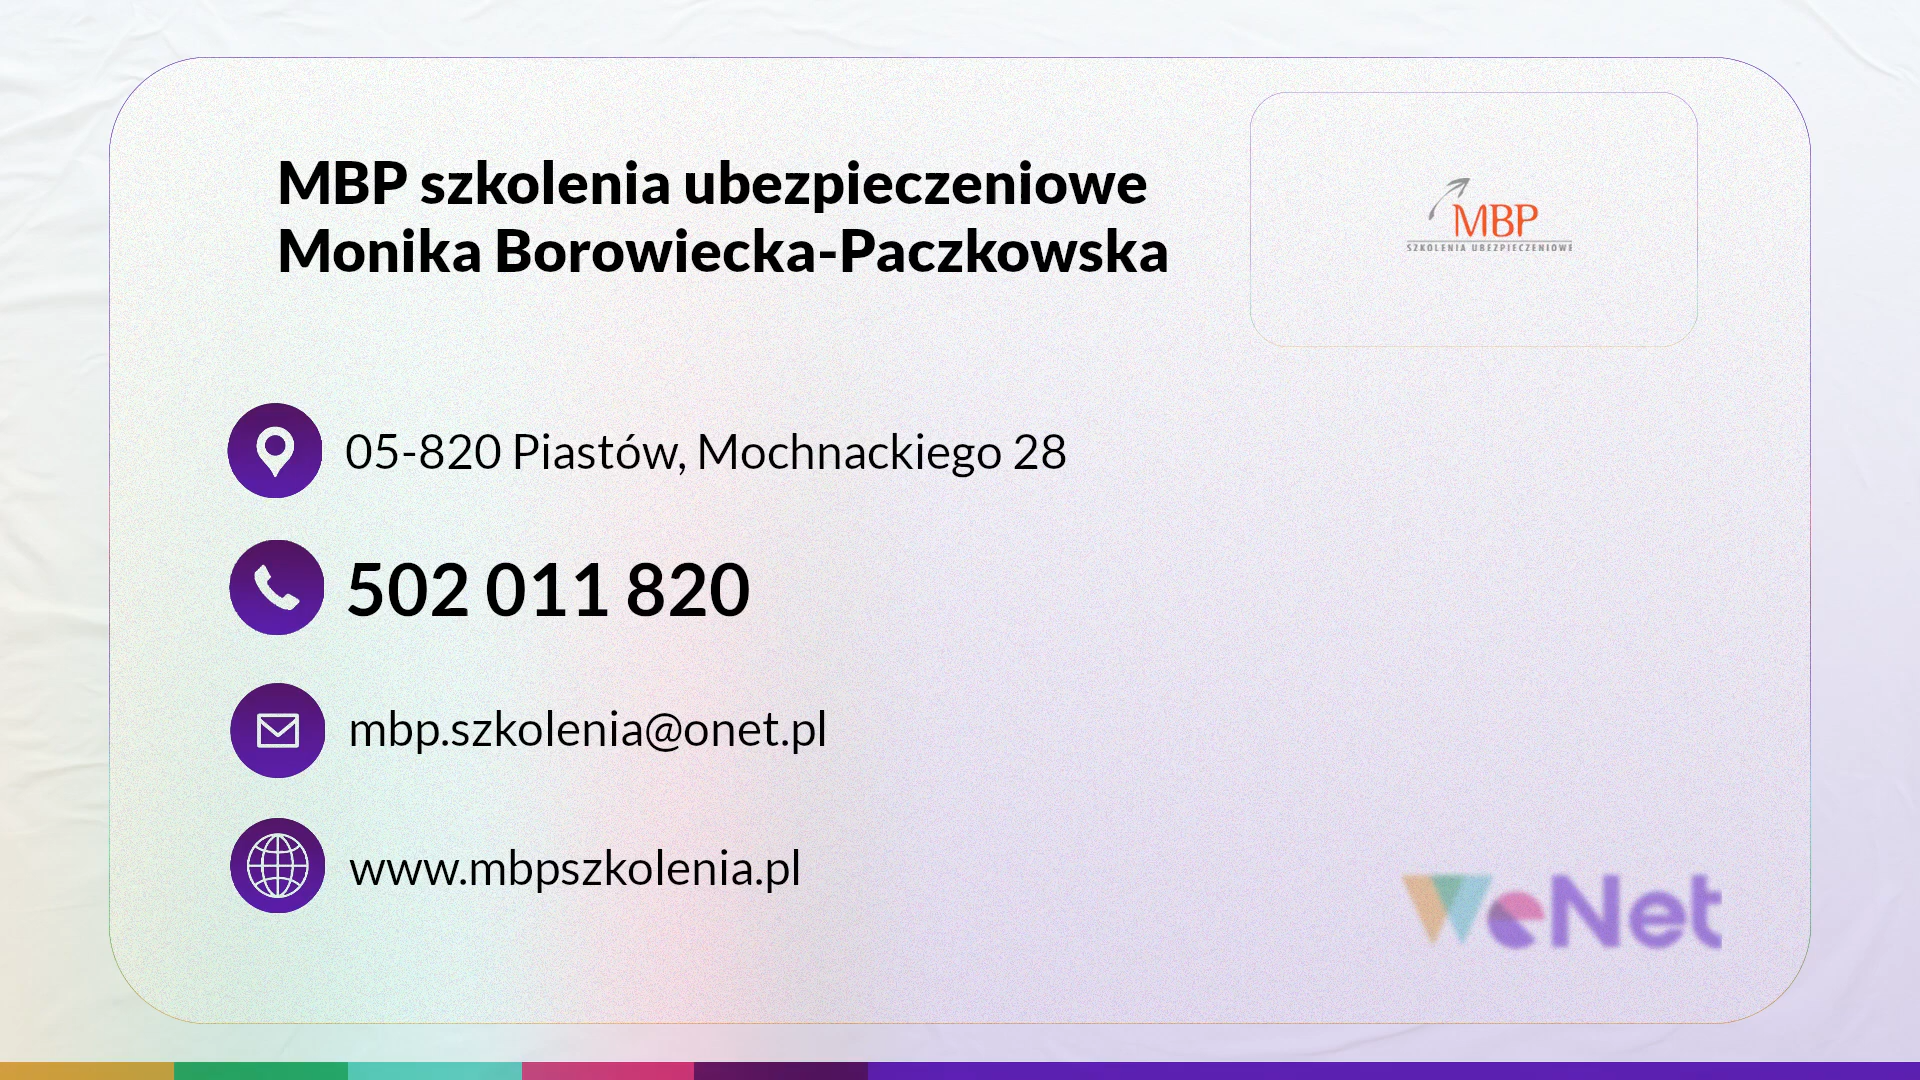 MBP szkolenia ubezpieczeniowe
Monika Borowiecka-Paczkowska
MBP
SZKOLENIA UBEZPIECZENIOWE
05-820 Piastów, Mochnackiego 28
502 011 820
mbp.szkolenia@onet.pl
www.mbpszkolenia.pl
WeNet